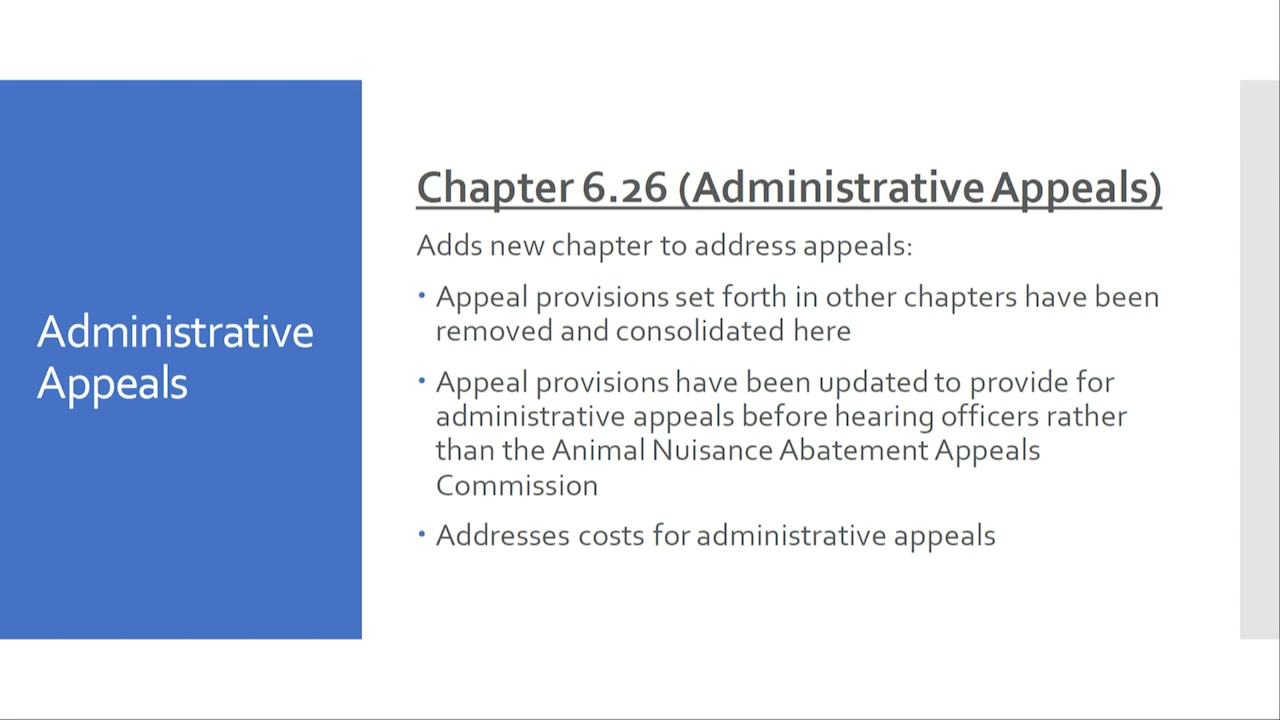 Administrative
Appeals
Chapter 6.26 (Administrative Appeals)
Adds new chapter to address appeals:
• Appeal provisions set forth in other chapters have been
removed and consolidated here
• Appeal provisions have been updated to provide for
administrative appeals before hearing officers rather
than the Animal Nuisance Abatement Appeals
Commission
• Addresses costs for administrative appeals